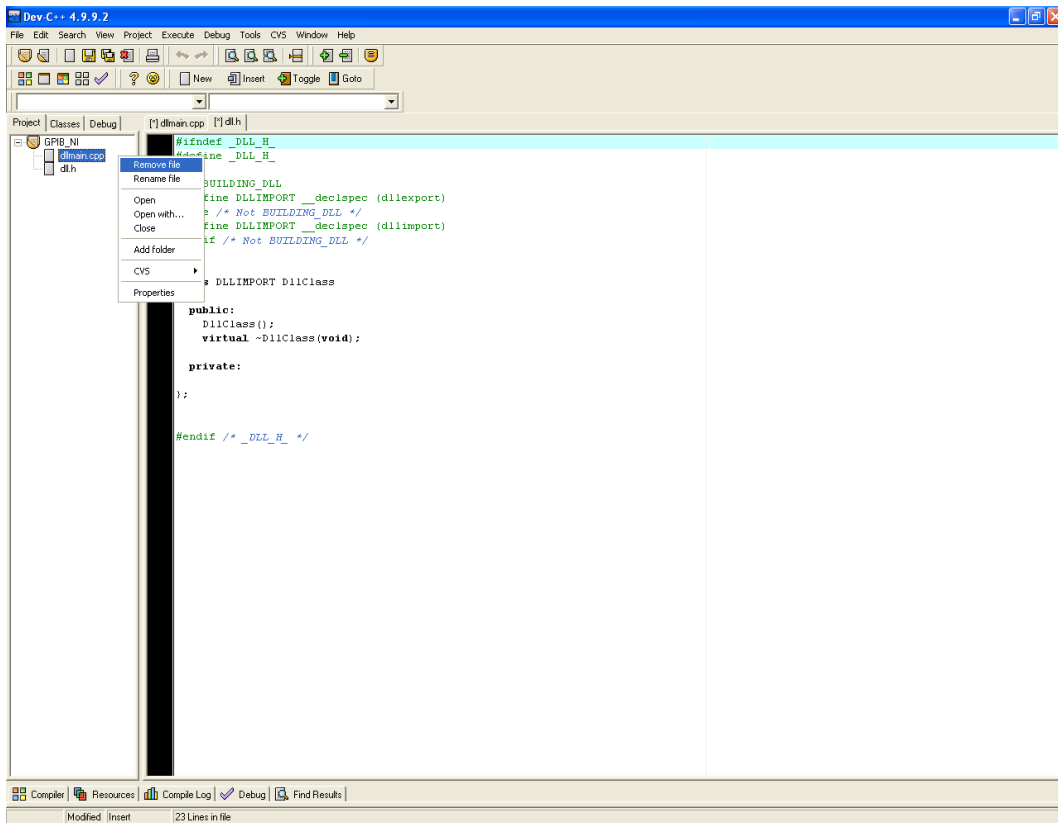 Dev-C++ 4.9.9.2
File Edit Search View Project Execute Debug Tools CVS Window Help
New Insert Toggle Goto
Project Classes Debug
[*] dllmain.cpp [*] dll.h
GPIB_NI
dllmain.cpp
dll.h
Remove file
Rename file
Open
Open with...
Close
Add folder
CVS
Properties
#ifndef _DLL_H_
#define _DLL_H_
BUILDING_DLL
fine DLLIMPORT __declspec (dllexport)
/* Not BUILDING_DLL */
fine DLLIMPORT __declspec (dllimport)
if /* Not BUILDING_DLL */
DLLIMPORT DllClass
public:
DllClass();
virtual ~DllClass(void);
private:
};
#endif /* _DLL_H_ */
Compiler Resources Compile Log Debug Find Results
Modified Insert 23 Lines in file